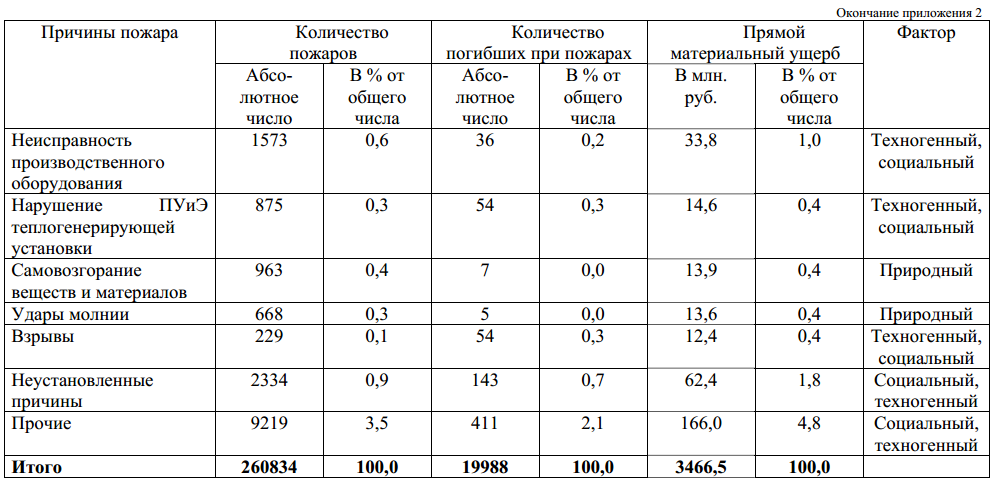 Окончание приложения 2
Причины пожара Количество Количество Прямой Фактор
пожаров погибших при пожарах материальный ущерб
Абсо- В % от Абсо- В % от В млн. В % от
лютное общего лютное общего руб. общего
число числа число числа числа
Неисправность 1573 0,6 36 0,2 33,8 1,0 Техногенный,
производственного социальный
оборудования
Нарушение ПУиЭ 875 0,3 54 0,3 14,6 0,4 Техногенный,
теплогенерирующей социальный
установки
Самовозгорание 963 0,4 7 0,0 13,9 0,4 Природный
веществ и материалов
Удары молнии 668 0,3 5 0,0 13,6 0,4 Природный
Взрывы 229 0,1 54 0,3 12,4 0,4 Техногенный,
социальный
Неустановленные 2334 0,9 143 0,7 62,4 1,8 Социальный,
причины техногенный
Прочие 9219 3,5 411 2,1 166,0 4,8 Социальный,
техногенный
Итого 260834 100,0 19988 100,0 3466,5 100,0